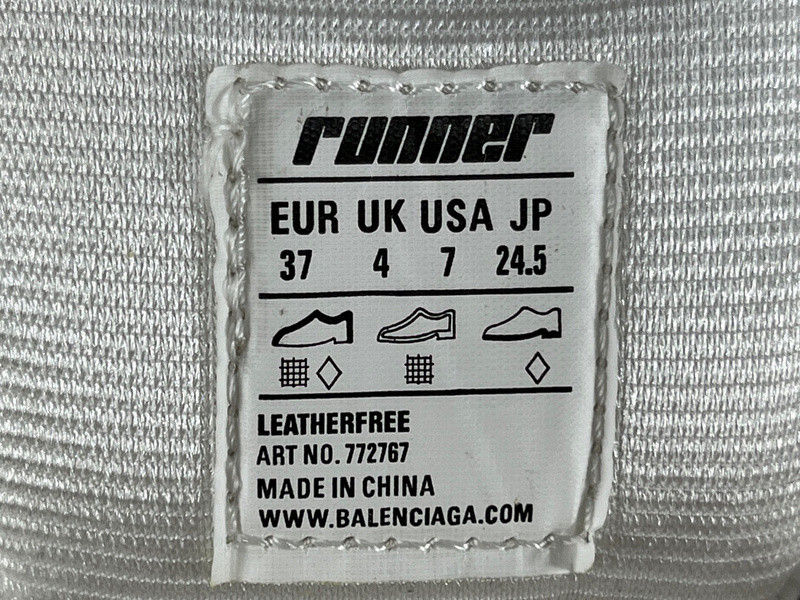 runner
EUR UK USA JP
37 4 7 24.5
LEATHERFREE
ART NO. 772767
MADE IN CHINA
WWW.BALENCIAGA.COM